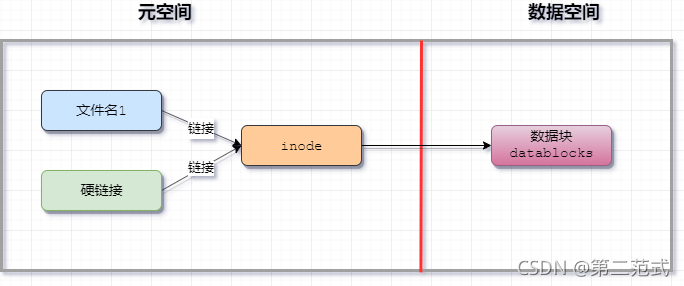 元空间
数据空间
文件名1
链接
inode
数据块
datablocks
链接
硬链接
CSDN @第二范式